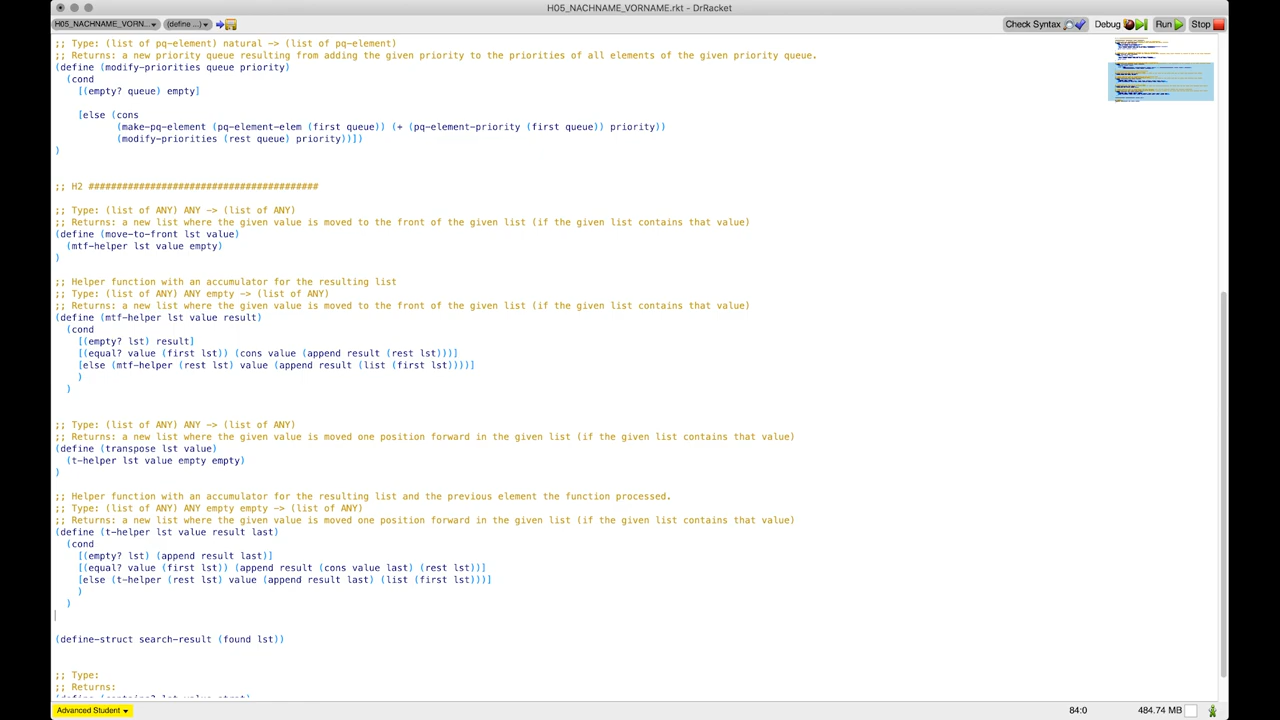 H05_NACHNAME_VORNAME.rkt - DrRacket
H05_NACHNAME_VORN... (define ...) Check Syntax Debug Run Stop
;; Type: (list of pq-element) natural -> (list of pq-element)
;; Returns: a new priority queue resulting from adding the given value to the priorities of all elements of the given priority queue.
(define (modify-priorities queue priority)
(cond
[(empty? queue) empty]
[else (cons
(make-pq-element (pq-element-elem (first queue)) (+ (pq-element-priority (first queue)) priority))
(modify-priorities (rest queue) priority))])
)
;; H2 #########################################
;; Type: (list of ANY) ANY -> (list of ANY)
;; Returns: a new list where the given value is moved to the front of the given list (if the given list contains that value)
(define (move-to-front lst value)
(mtf-helper lst value empty)
)
;; Helper function with an accumulator for the resulting list
;; Type: (list of ANY) ANY empty -> (list of ANY)
;; Returns: a new list where the given value is moved to the front of the given list (if the given list contains that value)
(define (mtf-helper lst value result)
(cond
[(empty? lst) result]
[(equal? value (first lst)) (cons value (append result (rest lst)))]
[else (mtf-helper (rest lst) value (append result (list (first lst))))]
)
)
;; Type: (list of ANY) ANY -> (list of ANY)
;; Returns: a new list where the given value is moved one position forward in the given list (if the given list contains that value)
(define (transpose lst value)
(t-helper lst value empty empty)
)
;; Helper function with an accumulator for the resulting list and the previous element the function processed.
;; Type: (list of ANY) ANY empty empty -> (list of ANY)
;; Returns: a new list where the given value is moved one position forward in the given list (if the given list contains that value)
(define (t-helper lst value result last)
(cond
[(empty? lst) (append result last)]
[(equal? value (first lst)) (append result (cons value last) (rest lst))]
[else (t-helper (rest lst) value (append result last) (list (first lst)))]
)
)
(define-struct search-result (found lst))
;; Type:
;; Returns:
Advanced Student 84:0 484.74 MB